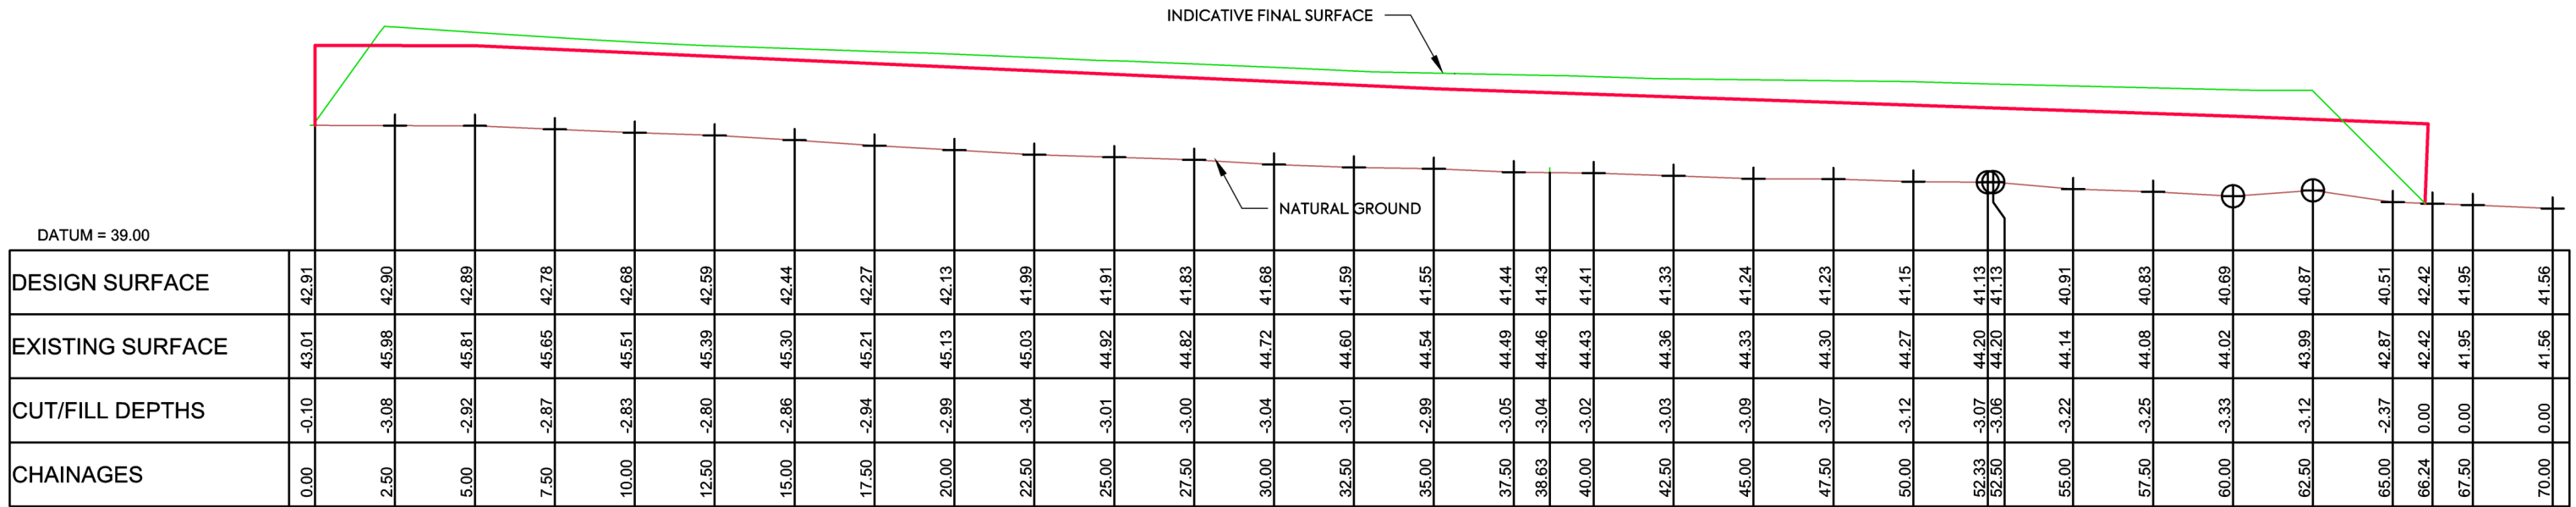 INDICATIVE FINAL SURFACE
NATURAL GROUND
DATUM = 39.00
DESIGN SURFACE 42.91 42.90 42.89 42.78 42.68 42.59 42.44 42.27 42.13 41.99 41.91 41.83 41.68 41.59 41.55 41.44 41.43 41.41 41.33 41.24 41.23 41.15 41.13 41.13 40.91 40.83 40.69 40.87 40.51 42.42 41.95 41.56
EXISTING SURFACE 43.01 45.98 45.81 45.65 45.51 45.39 45.30 45.21 45.13 45.03 44.92 44.82 44.72 44.60 44.54 44.49 44.46 44.43 44.36 44.33 44.30 44.27 44.20 44.20 44.14 44.08 44.02 43.99 42.87 42.42 41.95 41.56
CUT/FILL DEPTHS -0.10 -3.08 -2.92 -2.87 -2.83 -2.80 -2.86 -2.94 -2.99 -3.04 -3.01 -3.00 -3.04 -3.01 -2.99 -3.05 -3.04 -3.02 -3.03 -3.09 -3.07 -3.12 -3.07 -3.06 -3.22 -3.25 -3.33 -3.12 -2.37 0.00 0.00 0.00
CHAINAGES 0.00 2.50 5.00 7.50 10.00 12.50 15.00 17.50 20.00 22.50 25.00 27.50 30.00 32.50 35.00 37.50 38.63 40.00 42.50 45.00 47.50 50.00 52.33 52.50 55.00 57.50 60.00 62.50 65.00 66.24 67.50 70.00